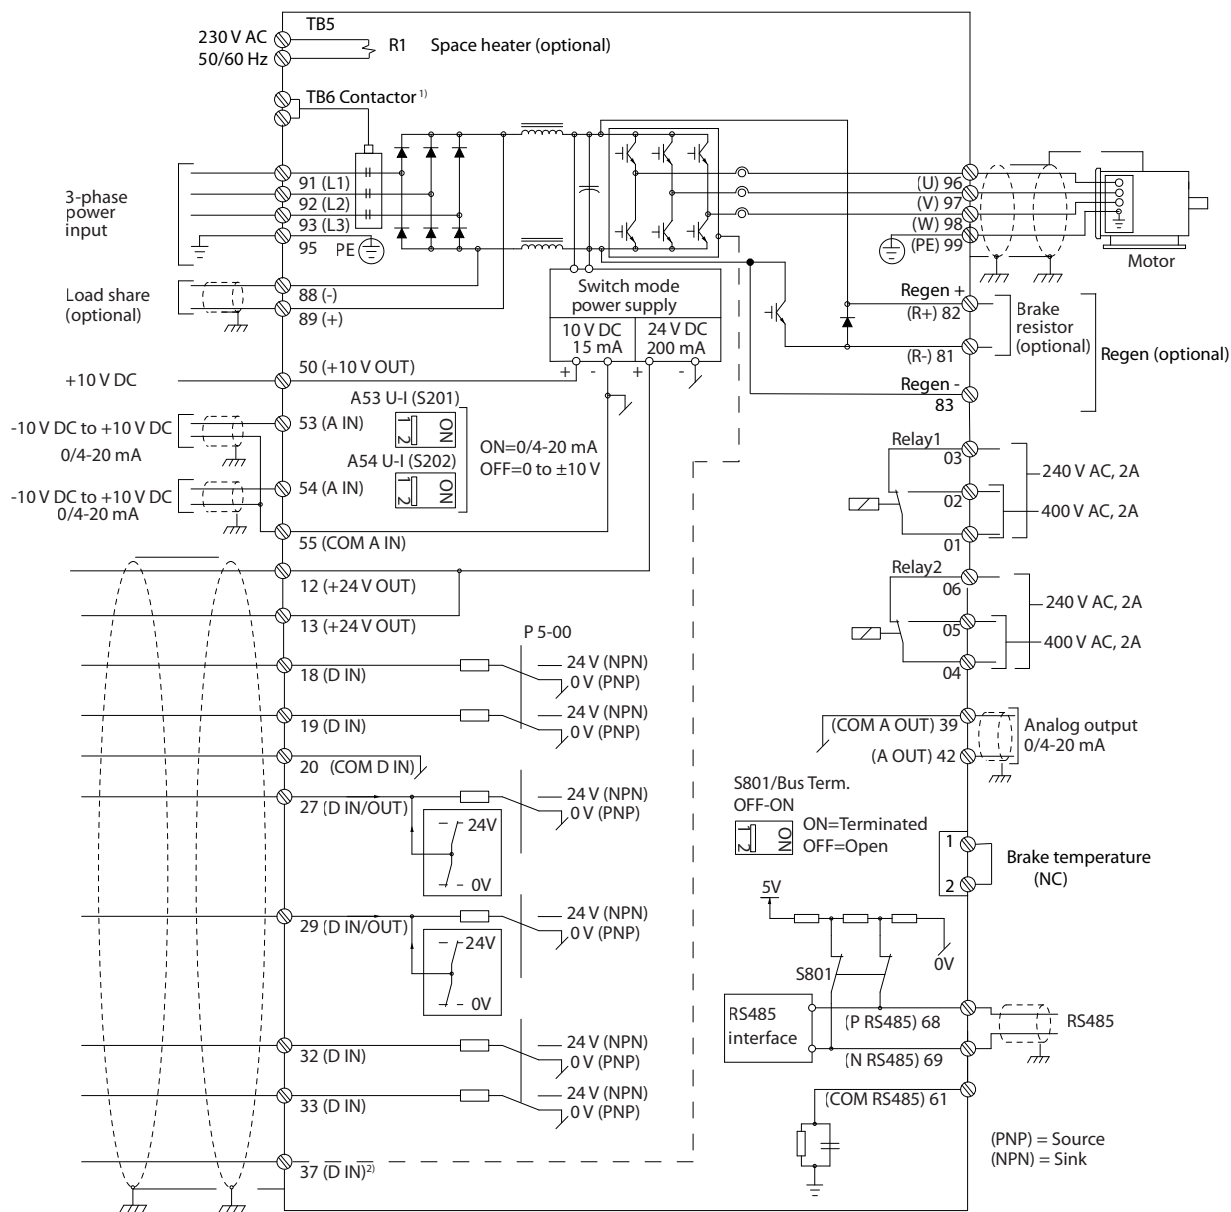 TB5
230 V AC
50/60 Hz
R1
Space heater (optional)
TB6 Contactor 1)
3-phase
power
input
91 (L1)
92 (L2)
93 (L3)
95
PE
(U) 96
(V) 97
(W) 98
(PE) 99
Motor
Load share
(optional)
88 (-)
89 (+)
Switch mode
power supply
10 V DC
15 mA
24 V DC
200 mA
+
-
+
-
Regen +
(R+) 82
Brake
resistor
(optional)
Regen (optional)
(R-) 81
Regen -
83
+10 V DC
50 (+10 V OUT)
A53 U-I (S201)
1 2
ON
-10 V DC to +10 V DC
0/4-20 mA
53 (A IN)
A54 U-I (S202)
1 2
ON
ON=0/4-20 mA
OFF=0 to ±10 V
-10 V DC to +10 V DC
0/4-20 mA
54 (A IN)
55 (COM A IN)
Relay1
03
240 V AC, 2A
02
400 V AC, 2A
01
12 (+24 V OUT)
13 (+24 V OUT)
Relay2
06
240 V AC, 2A
05
400 V AC, 2A
04
P 5-00
18 (D IN)
24 V (NPN)
0 V (PNP)
19 (D IN)
24 V (NPN)
0 V (PNP)
20 (COM D IN)
27 (D IN/OUT)
24 V (NPN)
0 V (PNP)
24V
0V
29 (D IN/OUT)
24 V (NPN)
0 V (PNP)
24V
0V
32 (D IN)
24 V (NPN)
0 V (PNP)
33 (D IN)
24 V (NPN)
0 V (PNP)
37 (D IN) 2)
(COM A OUT) 39
(A OUT) 42
Analog output
0/4-20 mA
S801/Bus Term.
OFF-ON
1 2
ON
ON=Terminated
OFF=Open
1
2
Brake temperature
(NC)
5V
0V
S801
RS485
interface
(P RS485) 68
(N RS485) 69
RS485
(COM RS485) 61
(PNP) = Source
(NPN) = Sink